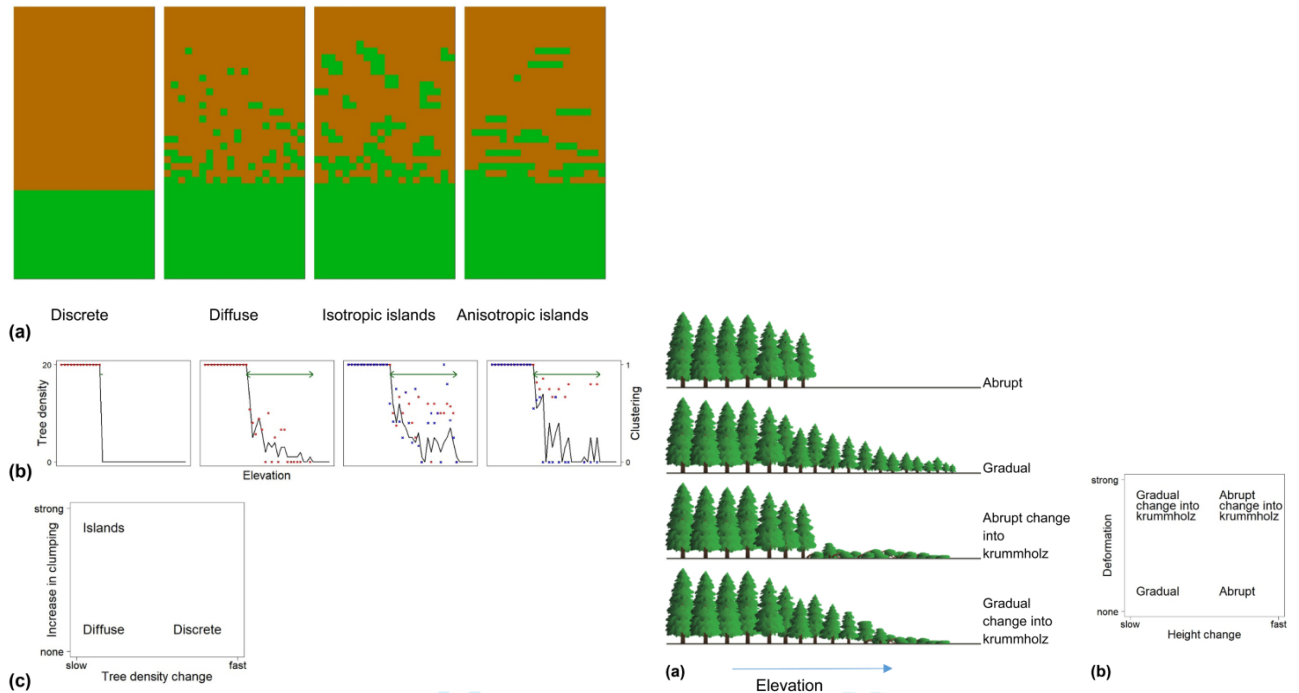 Discrete Diffuse Isotropic islands Anisotropic islands
(a)
20 1
Tree density
Clustering
0 0
Elevation
(b)
strong
Islands
Increase in clumping
Diffuse Discrete
none
slow fast
Tree density change
(c)
Abrupt
Gradual
Abrupt change
into
krummholz
Gradual
change into
krummholz
(a)
Elevation
strong
Gradual Abrupt
change into change into
krummholz krummholz
Deformation
Gradual Abrupt
none
slow fast
Height change
(b)